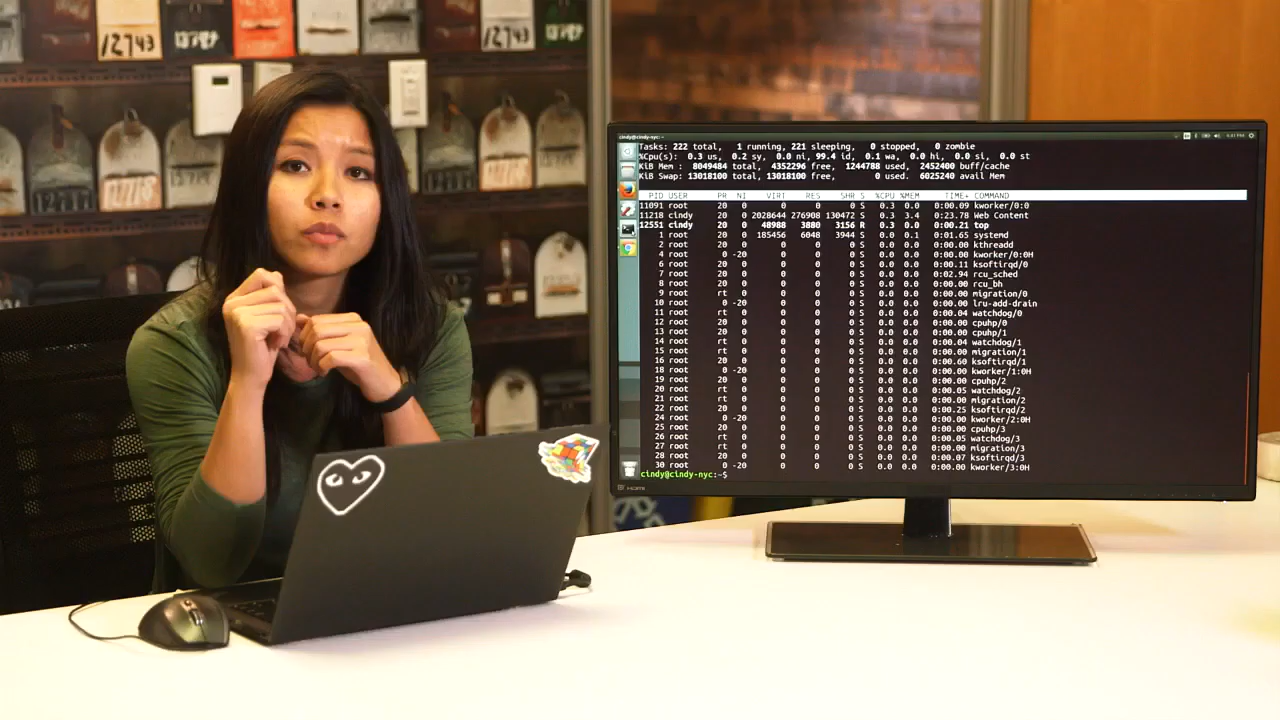 12743
cindy@cindy-nyc: ~
Tasks: 222 total, 1 running, 221 sleeping, 0 stopped, 0 zombie
%Cpu(s): 0.3 us, 0.2 sy, 0.0 ni, 99.4 id, 0.1 wa, 0.0 hi, 0.0 si, 0.0 st
KiB Mem : 8049484 total, 4352296 free, 1244788 used, 2452400 buff/cache
KiB Swap: 13018100 total, 13018100 free, 0 used. 6025240 avail Mem
PID USER PR NI VIRT RES SHR S %CPU %MEM TIME+ COMMAND
11091 root 20 0 0 0 0 S 0.3 0.0 0:00.09 kworker/0:0
11218 cindy 20 0 2028644 276908 130472 S 0.3 3.4 0:23.78 Web Content
12551 cindy 20 0 48988 3880 3156 R 0.3 0.0 0:00.21 top
1 root 20 0 185456 6048 3944 S 0.0 0.1 0:01.65 systemd
2 root 20 0 0 0 0 S 0.0 0.0 0:00.00 kthreadd
4 root 0 -20 0 0 0 S 0.0 0.0 0:00.00 kworker/0:0H
6 root 20 0 0 0 0 S 0.0 0.0 0:00.11 ksoftirqd/0
7 root 20 0 0 0 0 S 0.0 0.0 0:02.94 rcu_sched
8 root 20 0 0 0 0 S 0.0 0.0 0:00.00 rcu_bh
9 root rt 0 0 0 0 S 0.0 0.0 0:00.00 migration/0
10 root 0 -20 0 0 0 S 0.0 0.0 0:00.00 lru-add-drain
11 root rt 0 0 0 0 S 0.0 0.0 0:00.04 watchdog/0
12 root 20 0 0 0 0 S 0.0 0.0 0:00.00 cpuhp/0
13 root 20 0 0 0 0 S 0.0 0.0 0:00.00 cpuhp/1
14 root rt 0 0 0 0 S 0.0 0.0 0:00.04 watchdog/1
15 root rt 0 0 0 0 S 0.0 0.0 0:00.00 migration/1
16 root 20 0 0 0 0 S 0.0 0.0 0:00.60 ksoftirqd/1
18 root 0 -20 0 0 0 S 0.0 0.0 0:00.00 kworker/1:0H
19 root 20 0 0 0 0 S 0.0 0.0 0:00.00 cpuhp/2
20 root rt 0 0 0 0 S 0.0 0.0 0:00.05 watchdog/2
21 root rt 0 0 0 0 S 0.0 0.0 0:00.00 migration/2
22 root 20 0 0 0 0 S 0.0 0.0 0:00.25 ksoftirqd/2
24 root 0 -20 0 0 0 S 0.0 0.0 0:00.00 kworker/2:0H
25 root 20 0 0 0 0 S 0.0 0.0 0:00.00 cpuhp/3
26 root rt 0 0 0 0 S 0.0 0.0 0:00.05 watchdog/3
27 root rt 0 0 0 0 S 0.0 0.0 0:00.00 migration/3
28 root 20 0 0 0 0 S 0.0 0.0 0:00.07 ksoftirqd/3
30 root 0 -20 0 0 0 S 0.0 0.0 0:00.00 kworker/3:0H
cindy@cindy-nyc:~$